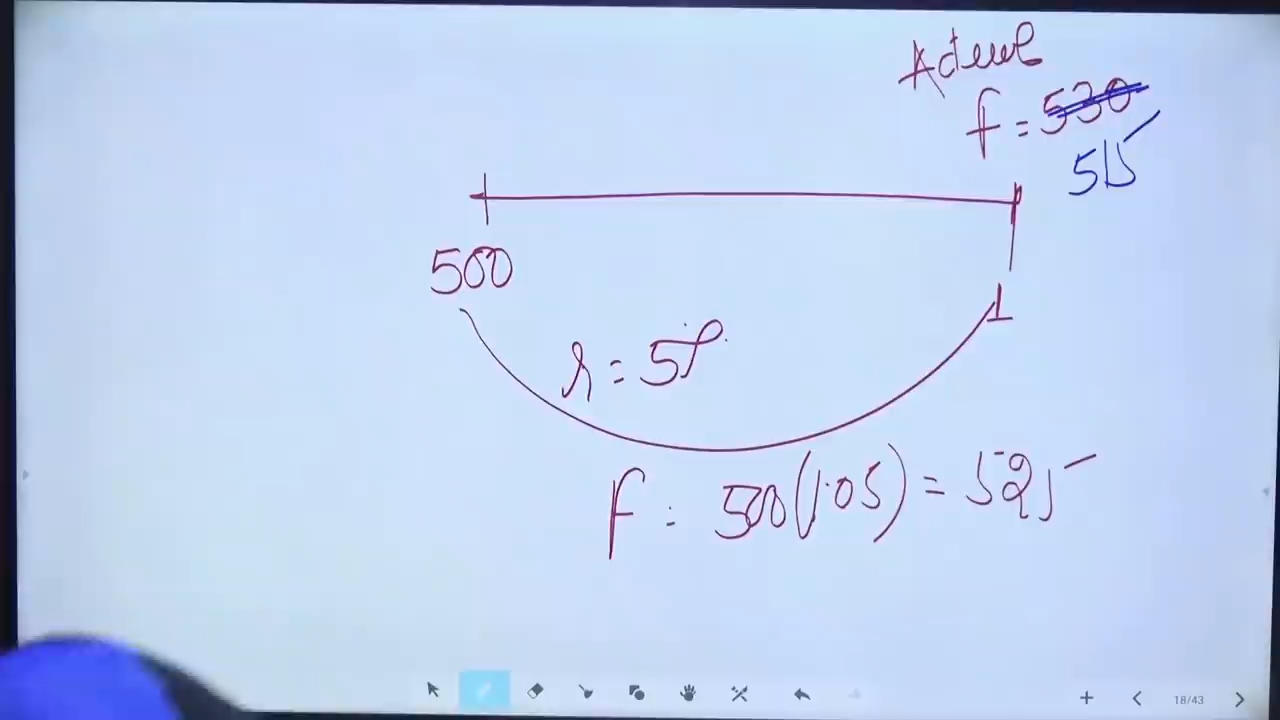 Actual
f = 530
515
500
1
r = 5%
F = 500(1.05) = 525
18/43